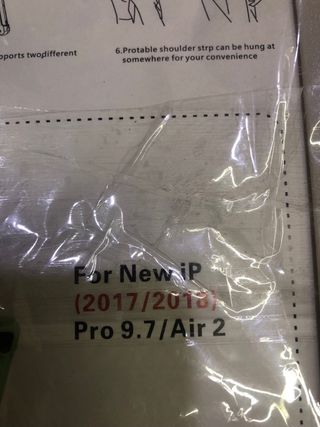 pports twodifferent
6.Protable shoulder strp can be hung at
somewhere for your convenience
For New iP
(2017/2018)
Pro 9.7/Air 2